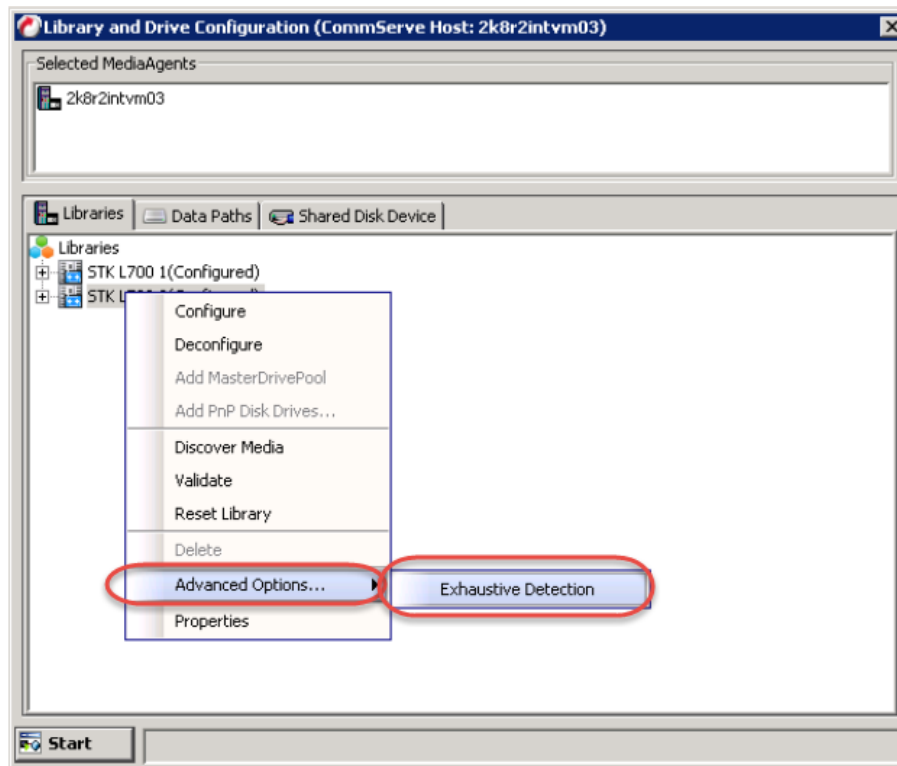 Library and Drive Configuration (CommServe Host: 2k8r2intvm03)
Selected MediaAgents
2k8r2intvm03
Libraries
Data Paths
Shared Disk Device
Libraries
STK L700 1(Configured)
STK
Configure
Deconfigure
Add MasterDrivePool
Add PnP Disk Drives...
Discover Media
Validate
Reset Library
Delete
Advanced Options...
Exhaustive Detection
Properties
Start